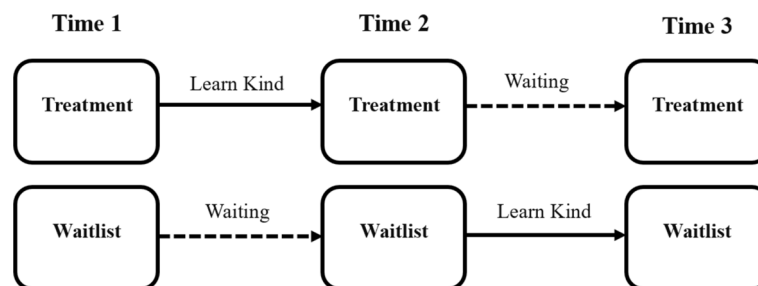 Time 1
Time 2
Time 3
Treatment
Learn Kind
Treatment
Waiting
Treatment
Waitlist
Waiting
Waitlist
Learn Kind
Waitlist